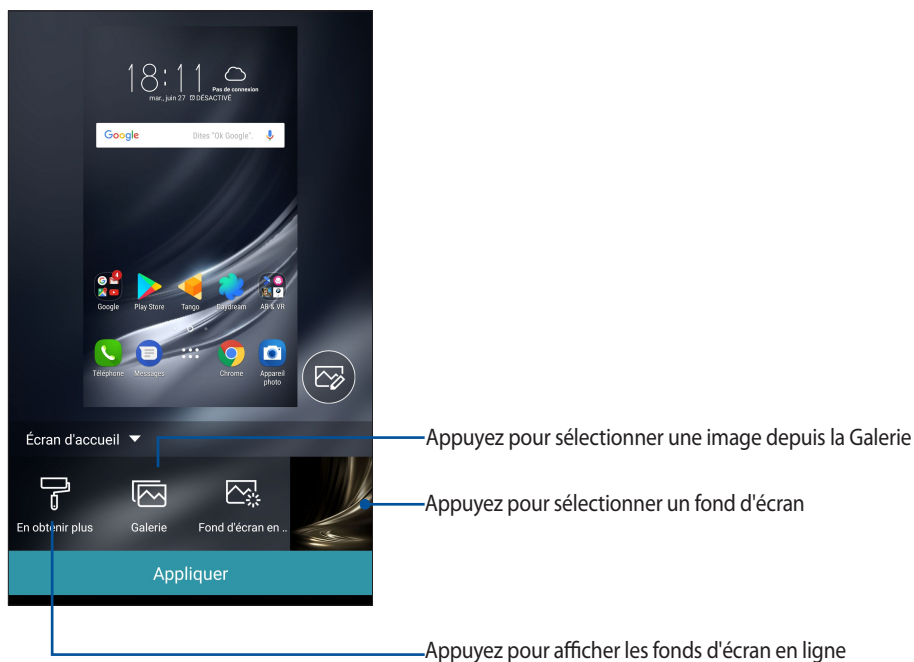 18:11
Pas de connexion
mar., juin 27 DÉSACTIVÉ
Google Dites "Ok Google".
4
Google Play Store Tango Daydream AR & VR
Téléphone Messages Chrome Appareil photo
Écran d'accueil
Appuyez pour sélectionner une image depuis la Galerie
En obtenir plus Galerie Fond d'écran en ..
Appuyez pour sélectionner un fond d'écran
Appliquer
Appuyez pour afficher les fonds d'écran en ligne